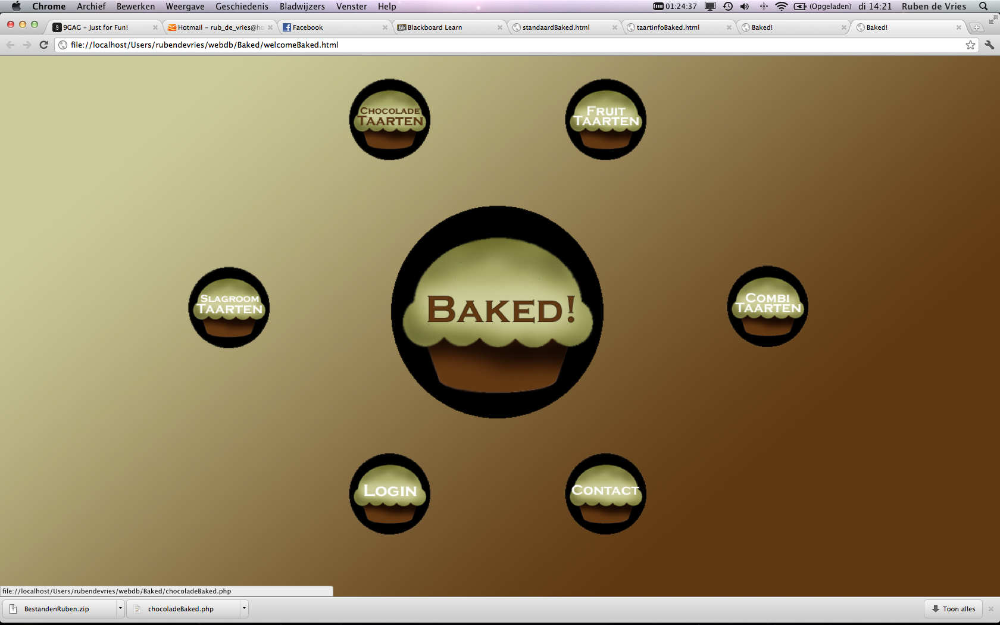 Chrome Archief Bewerken Weergave Geschiedenis Bladwijzers Venster Help 01:24:37 (Opgeladen) di 14:21 Ruben de Vries
9GAG – Just for Fun! Hotmail – rub_de_vries@ho Facebook Blackboard Learn standaardBaked.html taartinfoBaked.html Baked! Baked!
file://localhost/Users/rubendevries/webdb/Baked/welcomeBaked.html
Chocolade
Taarten
Fruit
Taarten
Slagroom
Taarten
Baked!
Combi
Taarten
Login
Contact
file://localhost/Users/rubendevries/webdb/Baked/chocoladeBaked.php
BestandenRuben.zip chocoladeBaked.php Toon alles